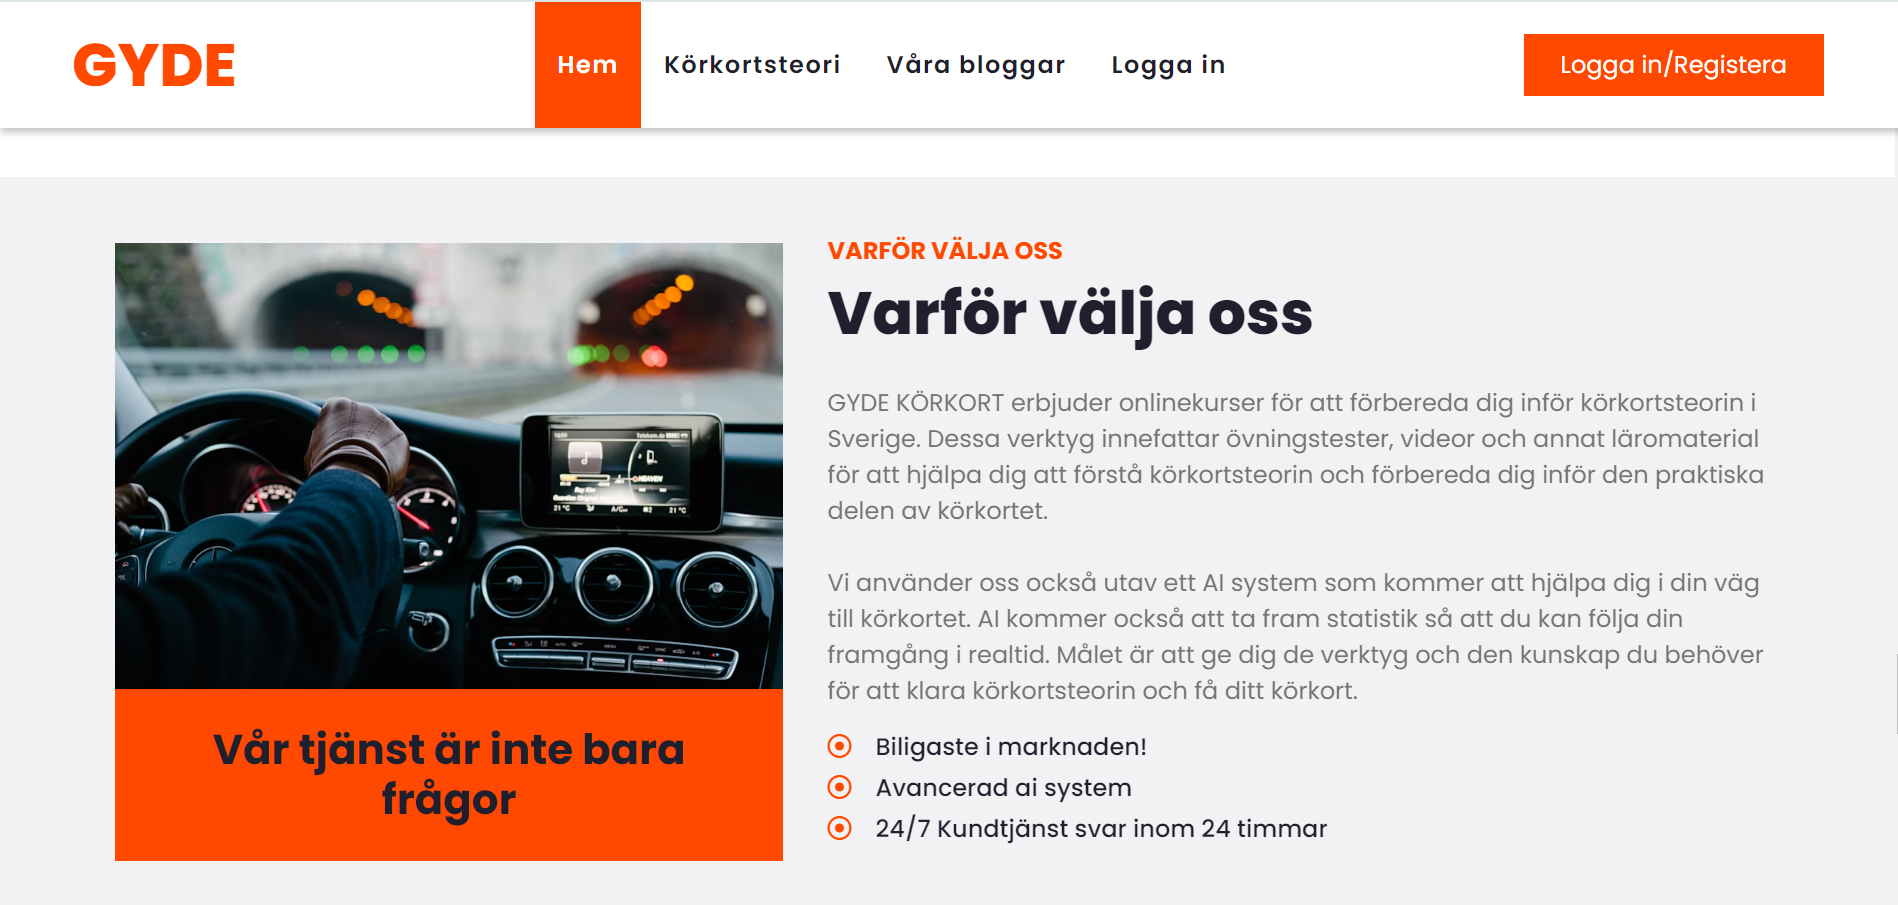 GYDE
Hem Körkortsteori Våra bloggar Logga in
Logga in/Registera
VARFÖR VÄLJA OSS
Varför välja oss
GYDE KÖRKORT erbjuder onlinekurser för att förbereda dig inför körkortsteorin i
Sverige. Dessa verktyg innefattar övningstester, videor och annat läromaterial
för att hjälpa dig att förstå körkortsteorin och förbereda dig inför den praktiska
delen av körkortet.
Vi använder oss också utav ett AI system som kommer att hjälpa dig i din väg
till körkortet. AI kommer också att ta fram statistik så att du kan följa din
framgång i realtid. Målet är att ge dig de verktyg och den kunskap du behöver
för att klara körkortsteorin och få ditt körkort.
Biligaste i marknaden!
Avancerad ai system
24/7 Kundtjänst svar inom 24 timmar
Telekom.de
HEAVEN
21 °C A/C 21 °C
Vår tjänst är inte bara
frågor